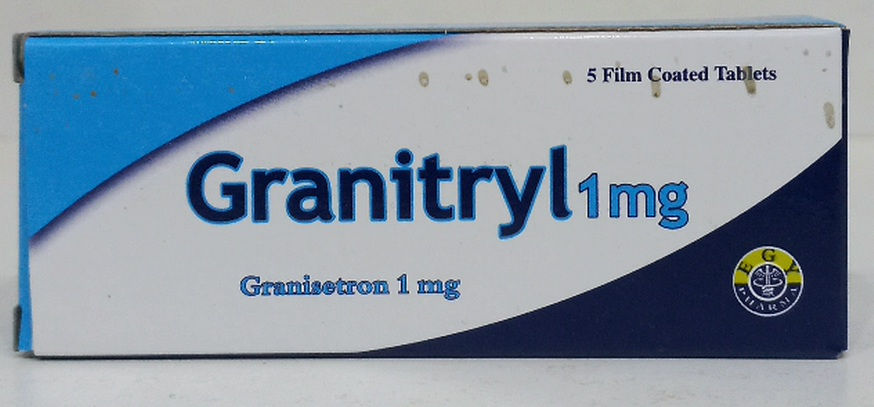 5 Film Coated Tablets
Granitryl 1mg
Granisetron 1 mg
EGY
PHARMA